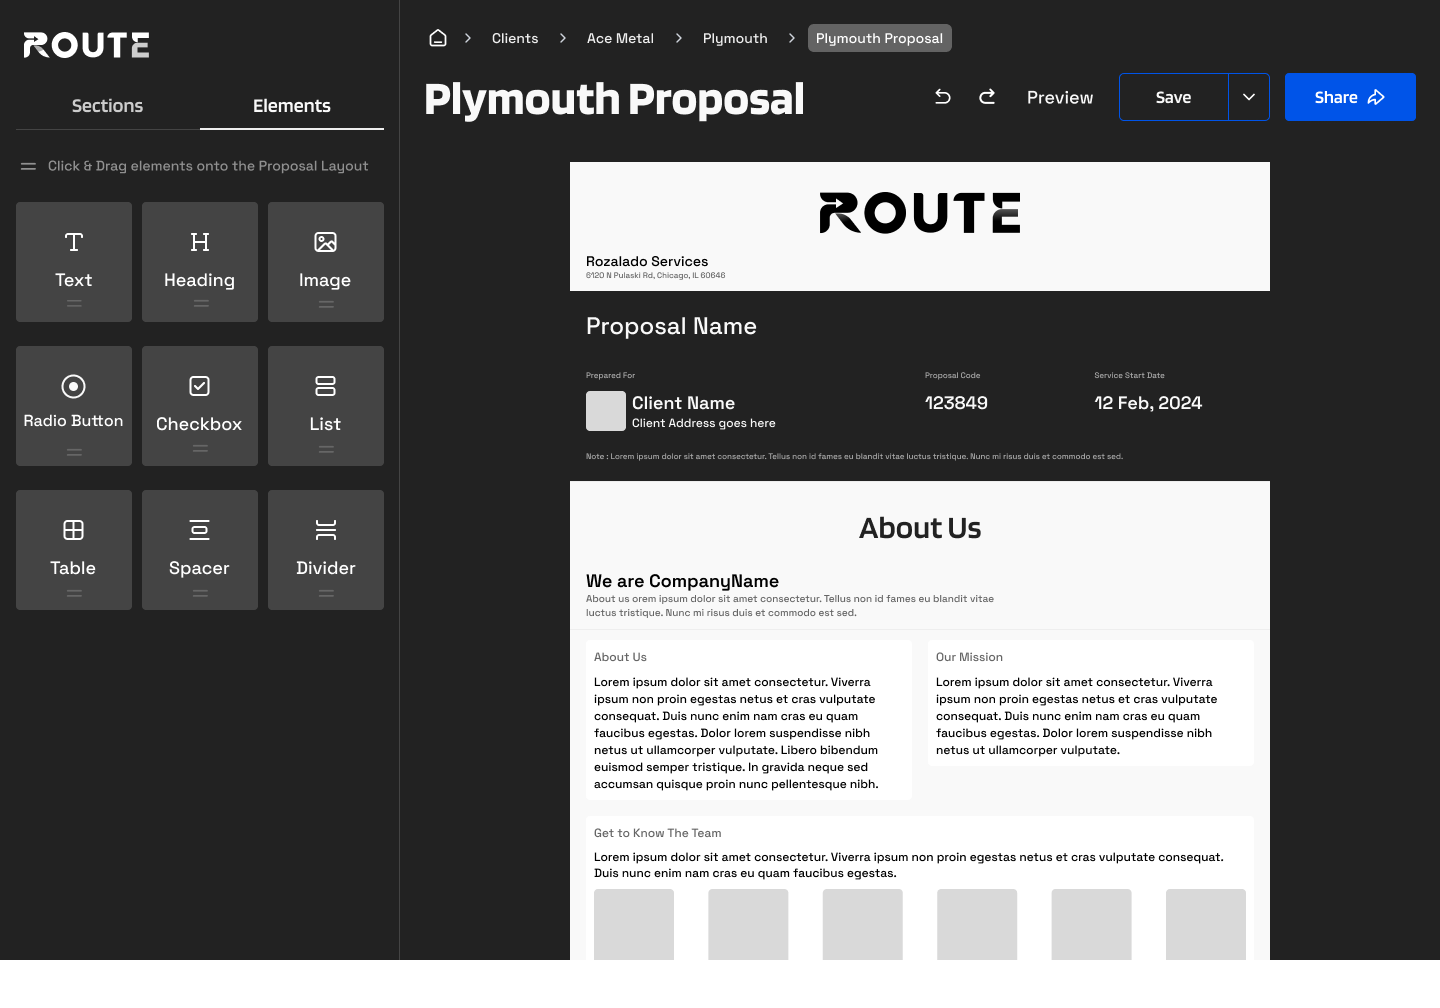 ROUTE
Sections
Elements
Click & Drag elements onto the Proposal Layout
Text
Heading
Image
Radio Button
Checkbox
List
Table
Spacer
Divider
Clients
Ace Metal
Plymouth
Plymouth Proposal
Plymouth Proposal
Preview
Save
Share
ROUTE
Rozalado Services
6120 N Pulaski Rd, Chicago, IL 60646
Proposal Name
Prepared For
Client Name
Client Address goes here
Proposal Code
123849
Service Start Date
12 Feb, 2024
Note : Lorem ipsum dolor sit amet consectetur. Tellus non id fames eu blandit vitae luctus tristique. Nunc mi risus duis et commodo est sed.
About Us
We are CompanyName
About us orem ipsum dolor sit amet consectetur. Tellus non id fames eu blandit vitae
luctus tristique. Nunc mi risus duis et commodo est sed.
About Us
Lorem ipsum dolor sit amet consectetur. Viverra
ipsum non proin egestas netus et cras vulputate
consequat. Duis nunc enim nam cras eu quam
faucibus egestas. Dolor lorem suspendisse nibh
netus ut ullamcorper vulputate. Libero bibendum
euismod semper tristique. In gravida neque sed
accumsan quisque proin nunc pellentesque nibh.
Our Mission
Lorem ipsum dolor sit amet consectetur. Viverra
ipsum non proin egestas netus et cras vulputate
consequat. Duis nunc enim nam cras eu quam
faucibus egestas. Dolor lorem suspendisse nibh
netus ut ullamcorper vulputate.
Get to Know The Team
Lorem ipsum dolor sit amet consectetur. Viverra ipsum non proin egestas netus et cras vulputate consequat.
Duis nunc enim nam cras eu quam faucibus egestas.